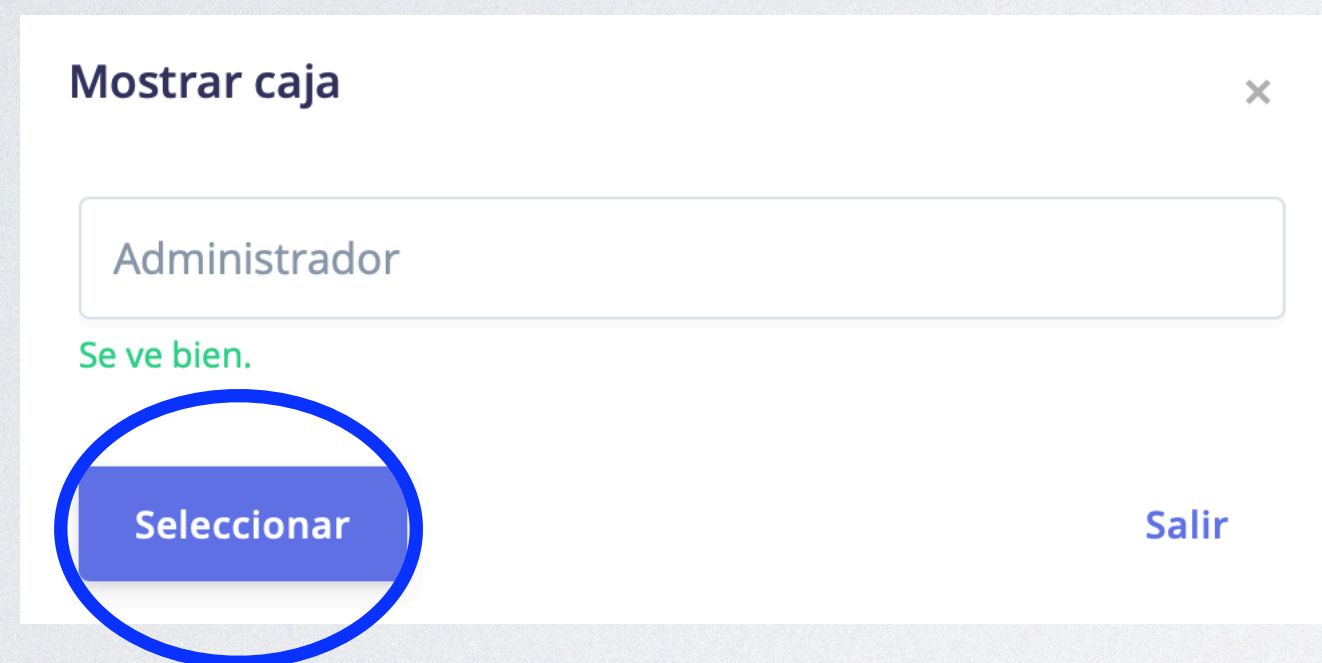 Mostrar caja
×
Administrador
Se ve bien.
Seleccionar
Salir